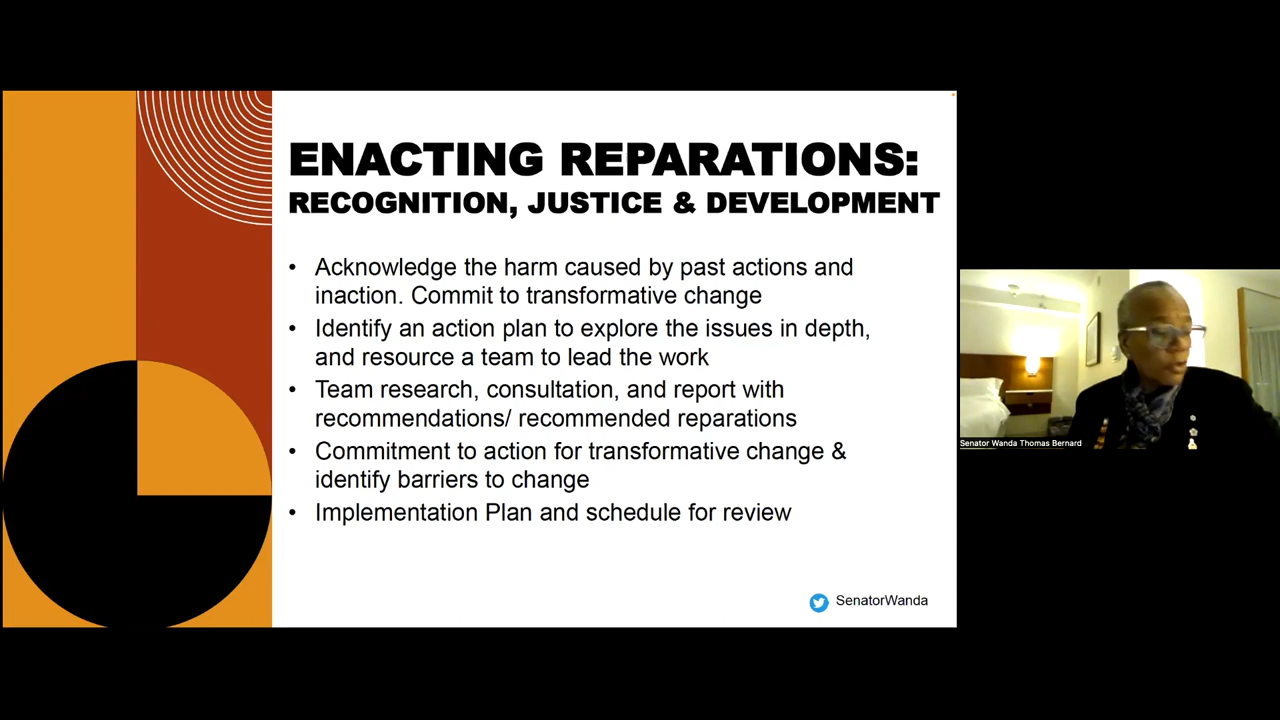 ENACTING REPARATIONS:
RECOGNITION, JUSTICE & DEVELOPMENT
• Acknowledge the harm caused by past actions and
inaction. Commit to transformative change
• Identify an action plan to explore the issues in depth,
and resource a team to lead the work
• Team research, consultation, and report with
recommendations/ recommended reparations
• Commitment to action for transformative change &
identify barriers to change
• Implementation Plan and schedule for review
SenatorWanda
Senator Wanda Thomas Bernard